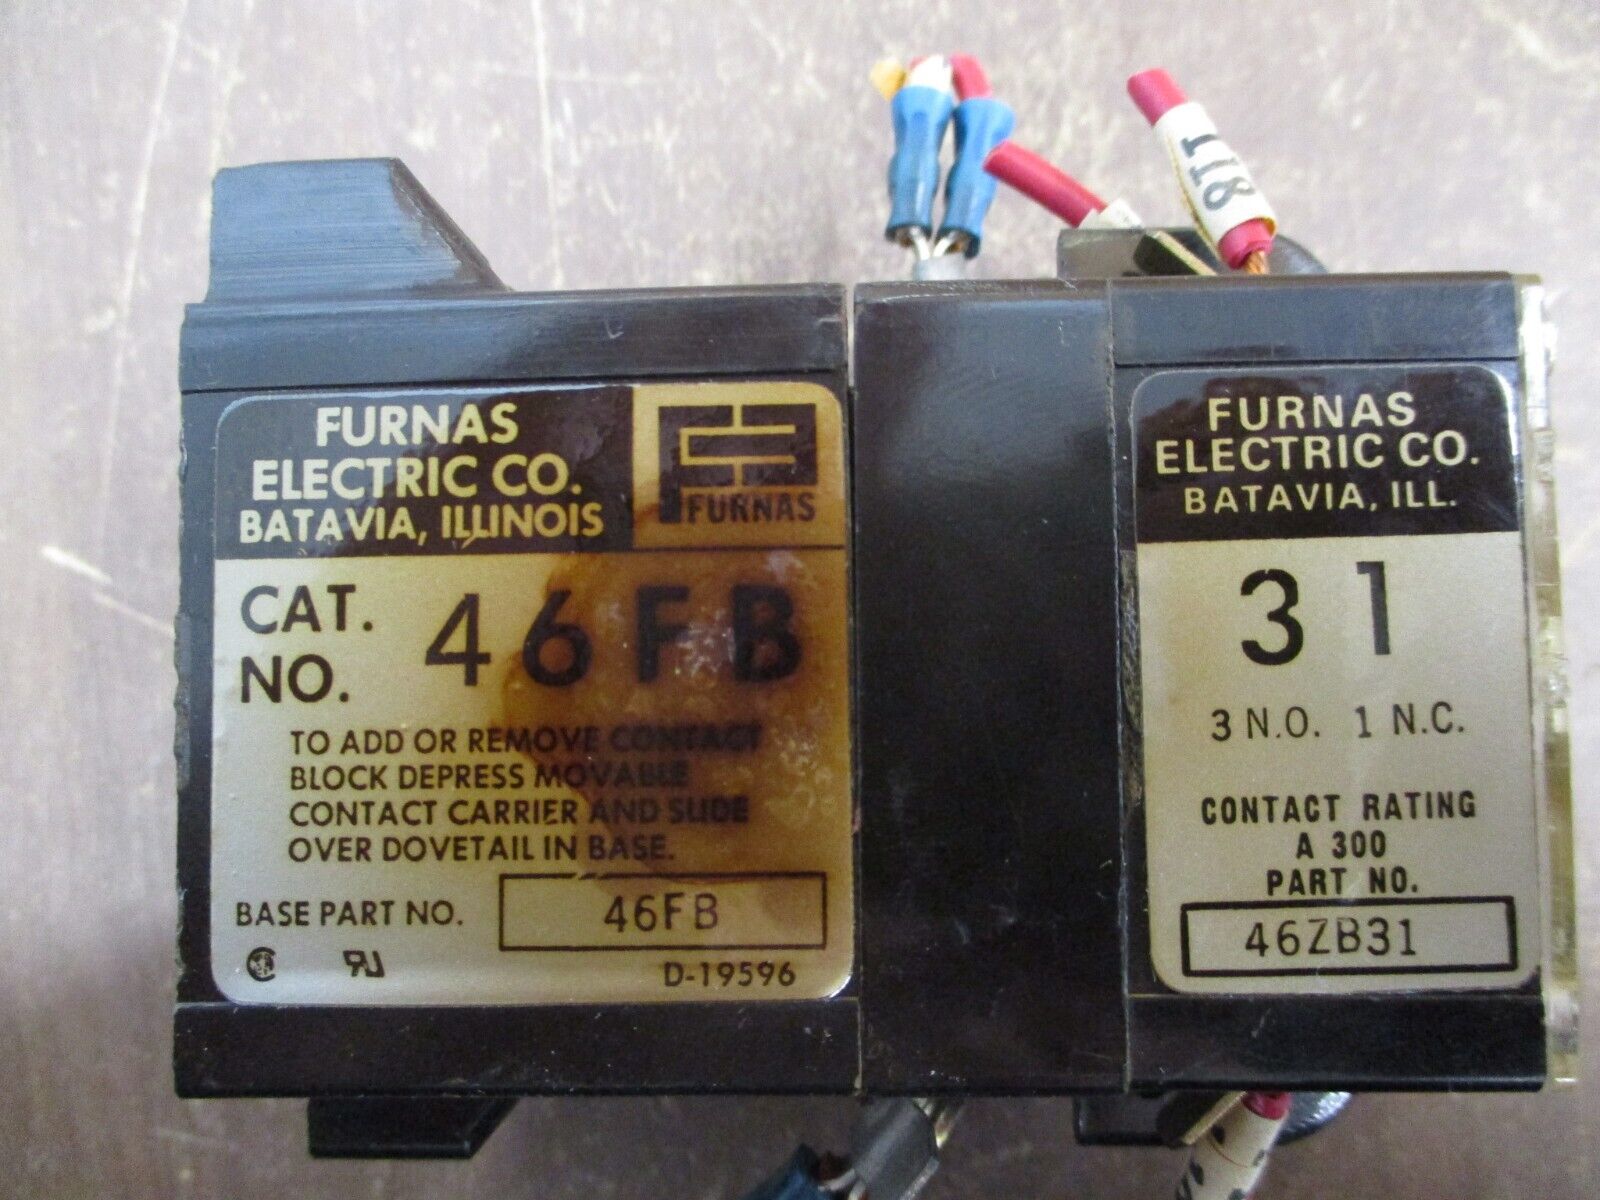 118
FURNAS
ELECTRIC CO.
BATAVIA, ILLINOIS
FURNAS
CAT.
NO.
46FB
TO ADD OR REMOVE CONTACT
BLOCK DEPRESS MOVABLE
CONTACT CARRIER AND SLIDE
OVER DOVETAIL IN BASE.
BASE PART NO.
46FB
D-19596
FURNAS
ELECTRIC CO.
BATAVIA, ILL.
31
3 N.O. 1 N.C.
CONTACT RATING
A 300
PART NO.
46ZB31